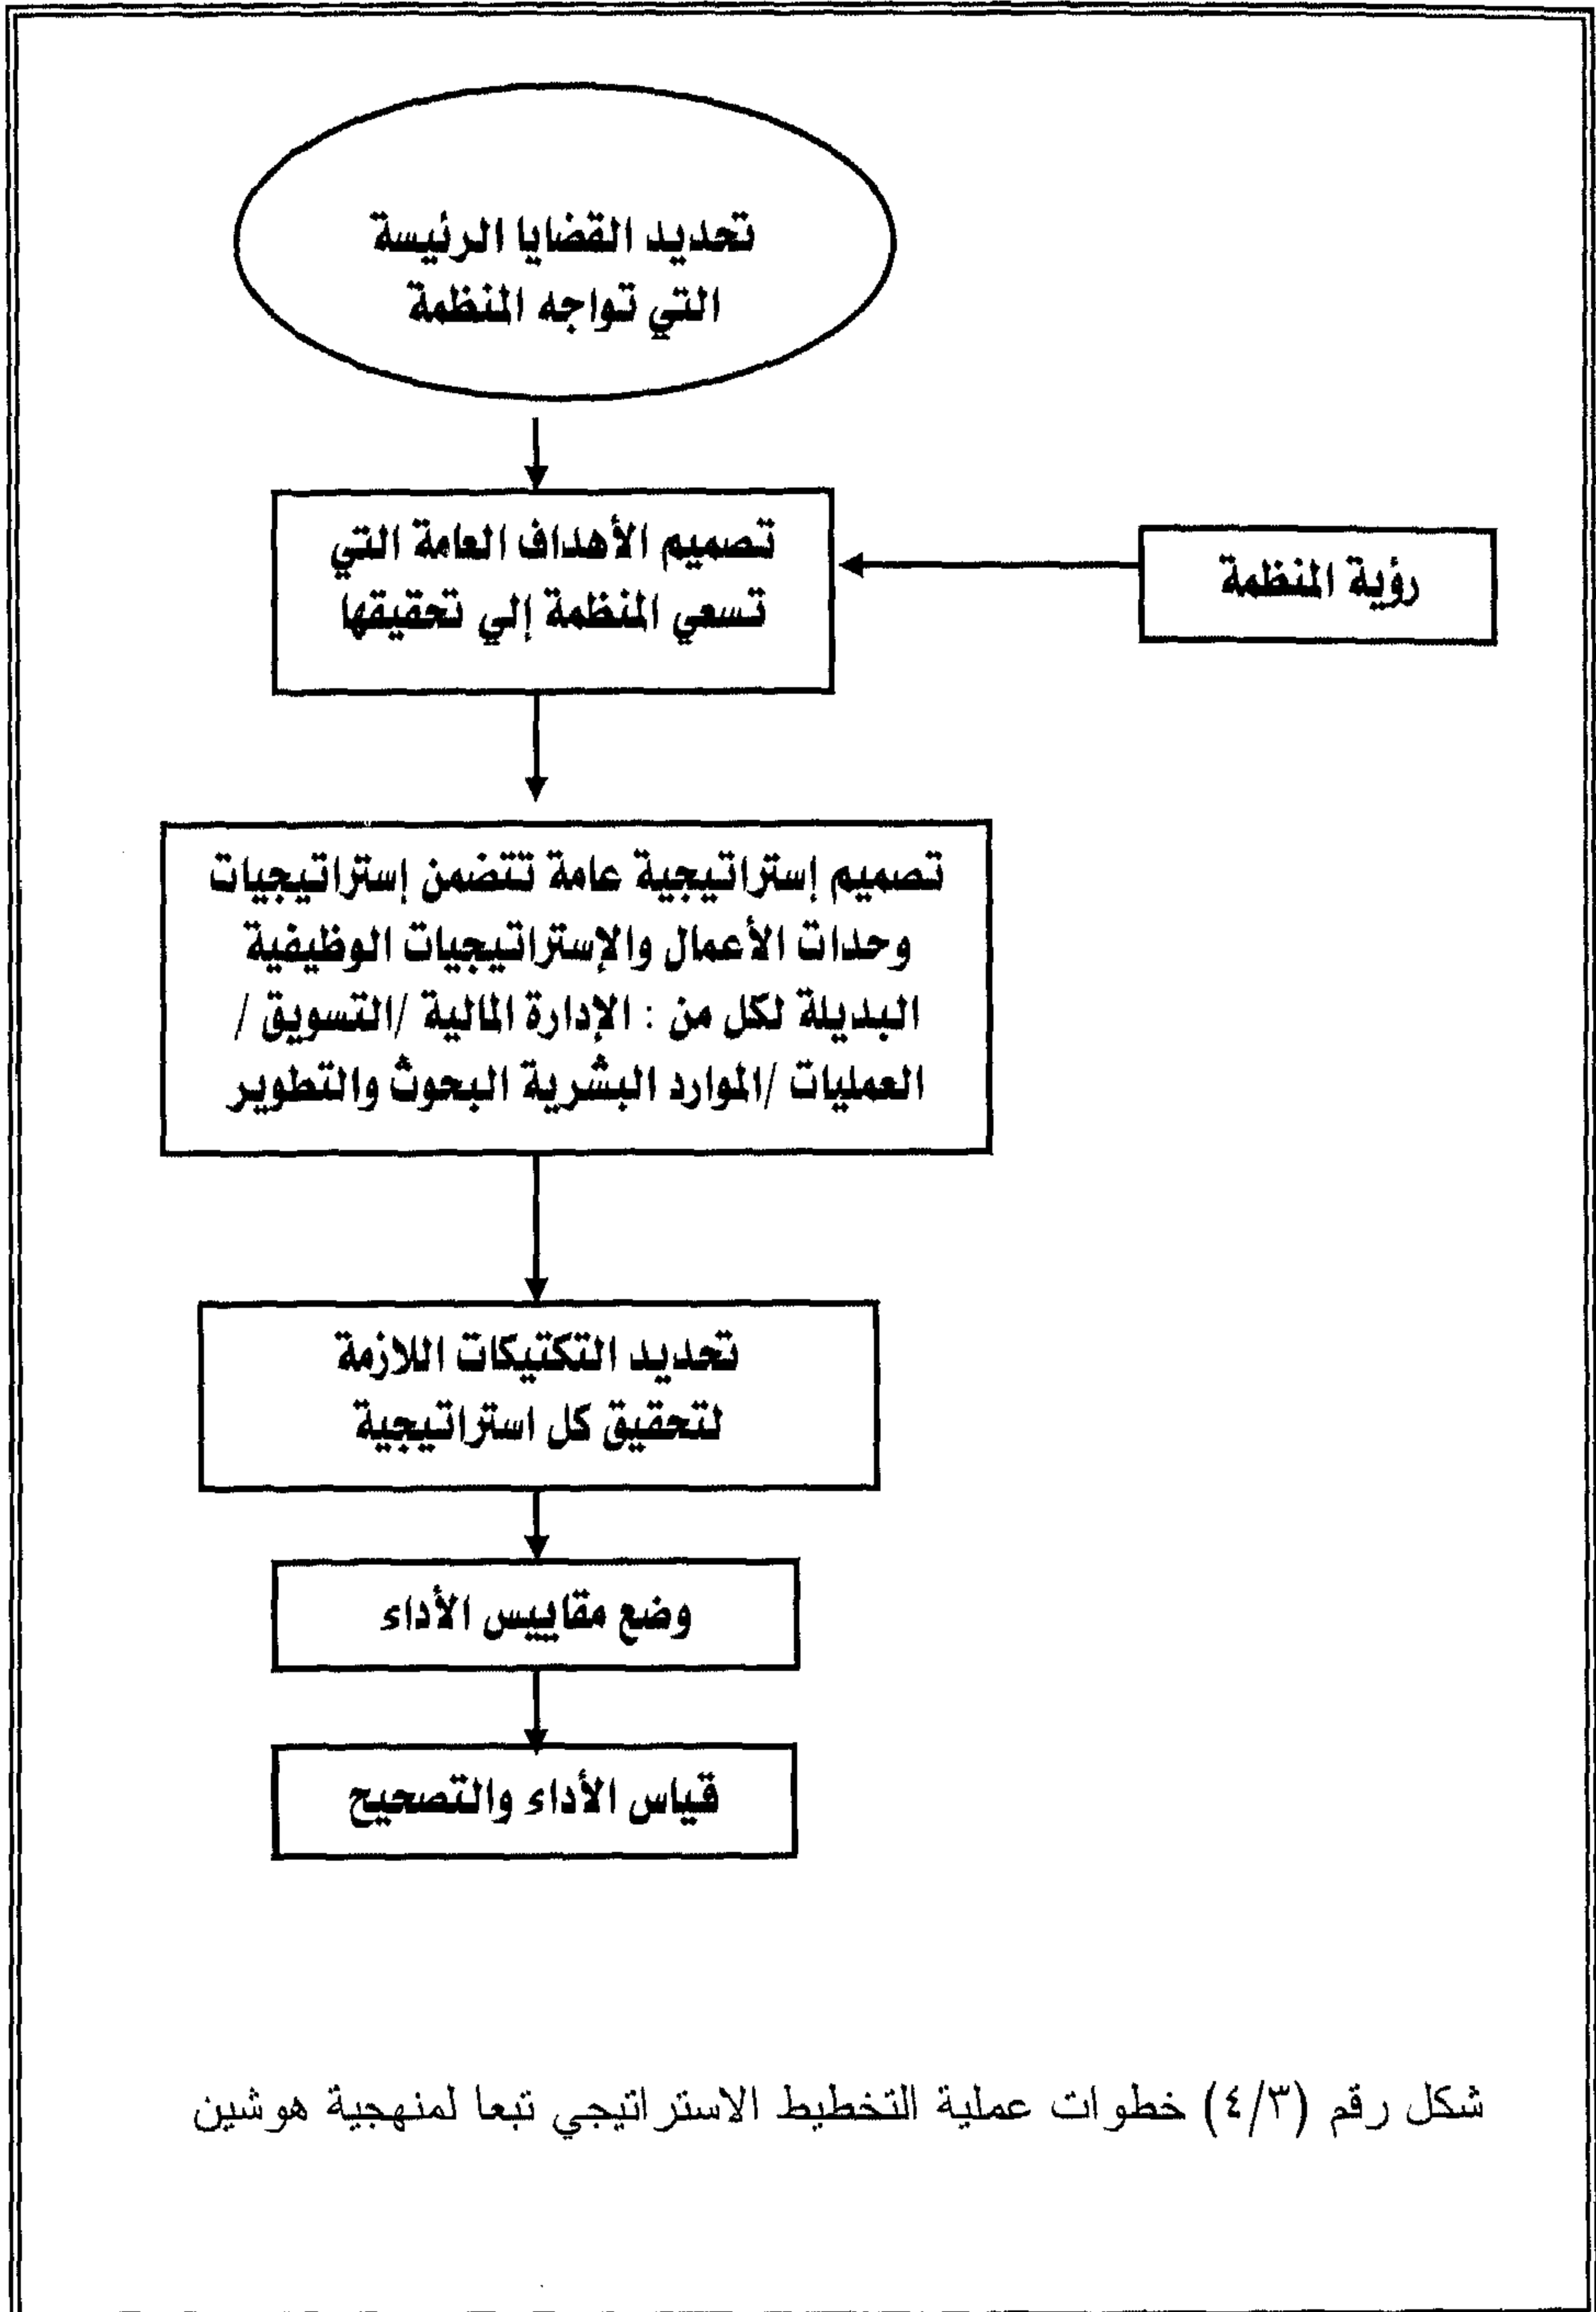 تحديد القضايا الرئيسة
التي تواجه المنظمة
تصميم الأهداف العامة التي
تسعي المنظمة إلي تحقيقها
رؤية المنظمة
تصميم إستراتيجية عامة تتضمن إستراتيجيات
وحدات الأعمال والإستراتيجيات الوظيفية
البديلة لكل من : الإدارة المالية /التسويق /
العمليات /الموارد البشرية البحوث والتطوير
تحديد التكتيكات اللازمة
لتحقيق كل استراتيجية
وضع مقاييس الأداء
قياس الأداء والتصحيح
شكل رقم (٤/٣) خطوات عملية التخطيط الاستراتيجي تبعا لمنهجية هوشين